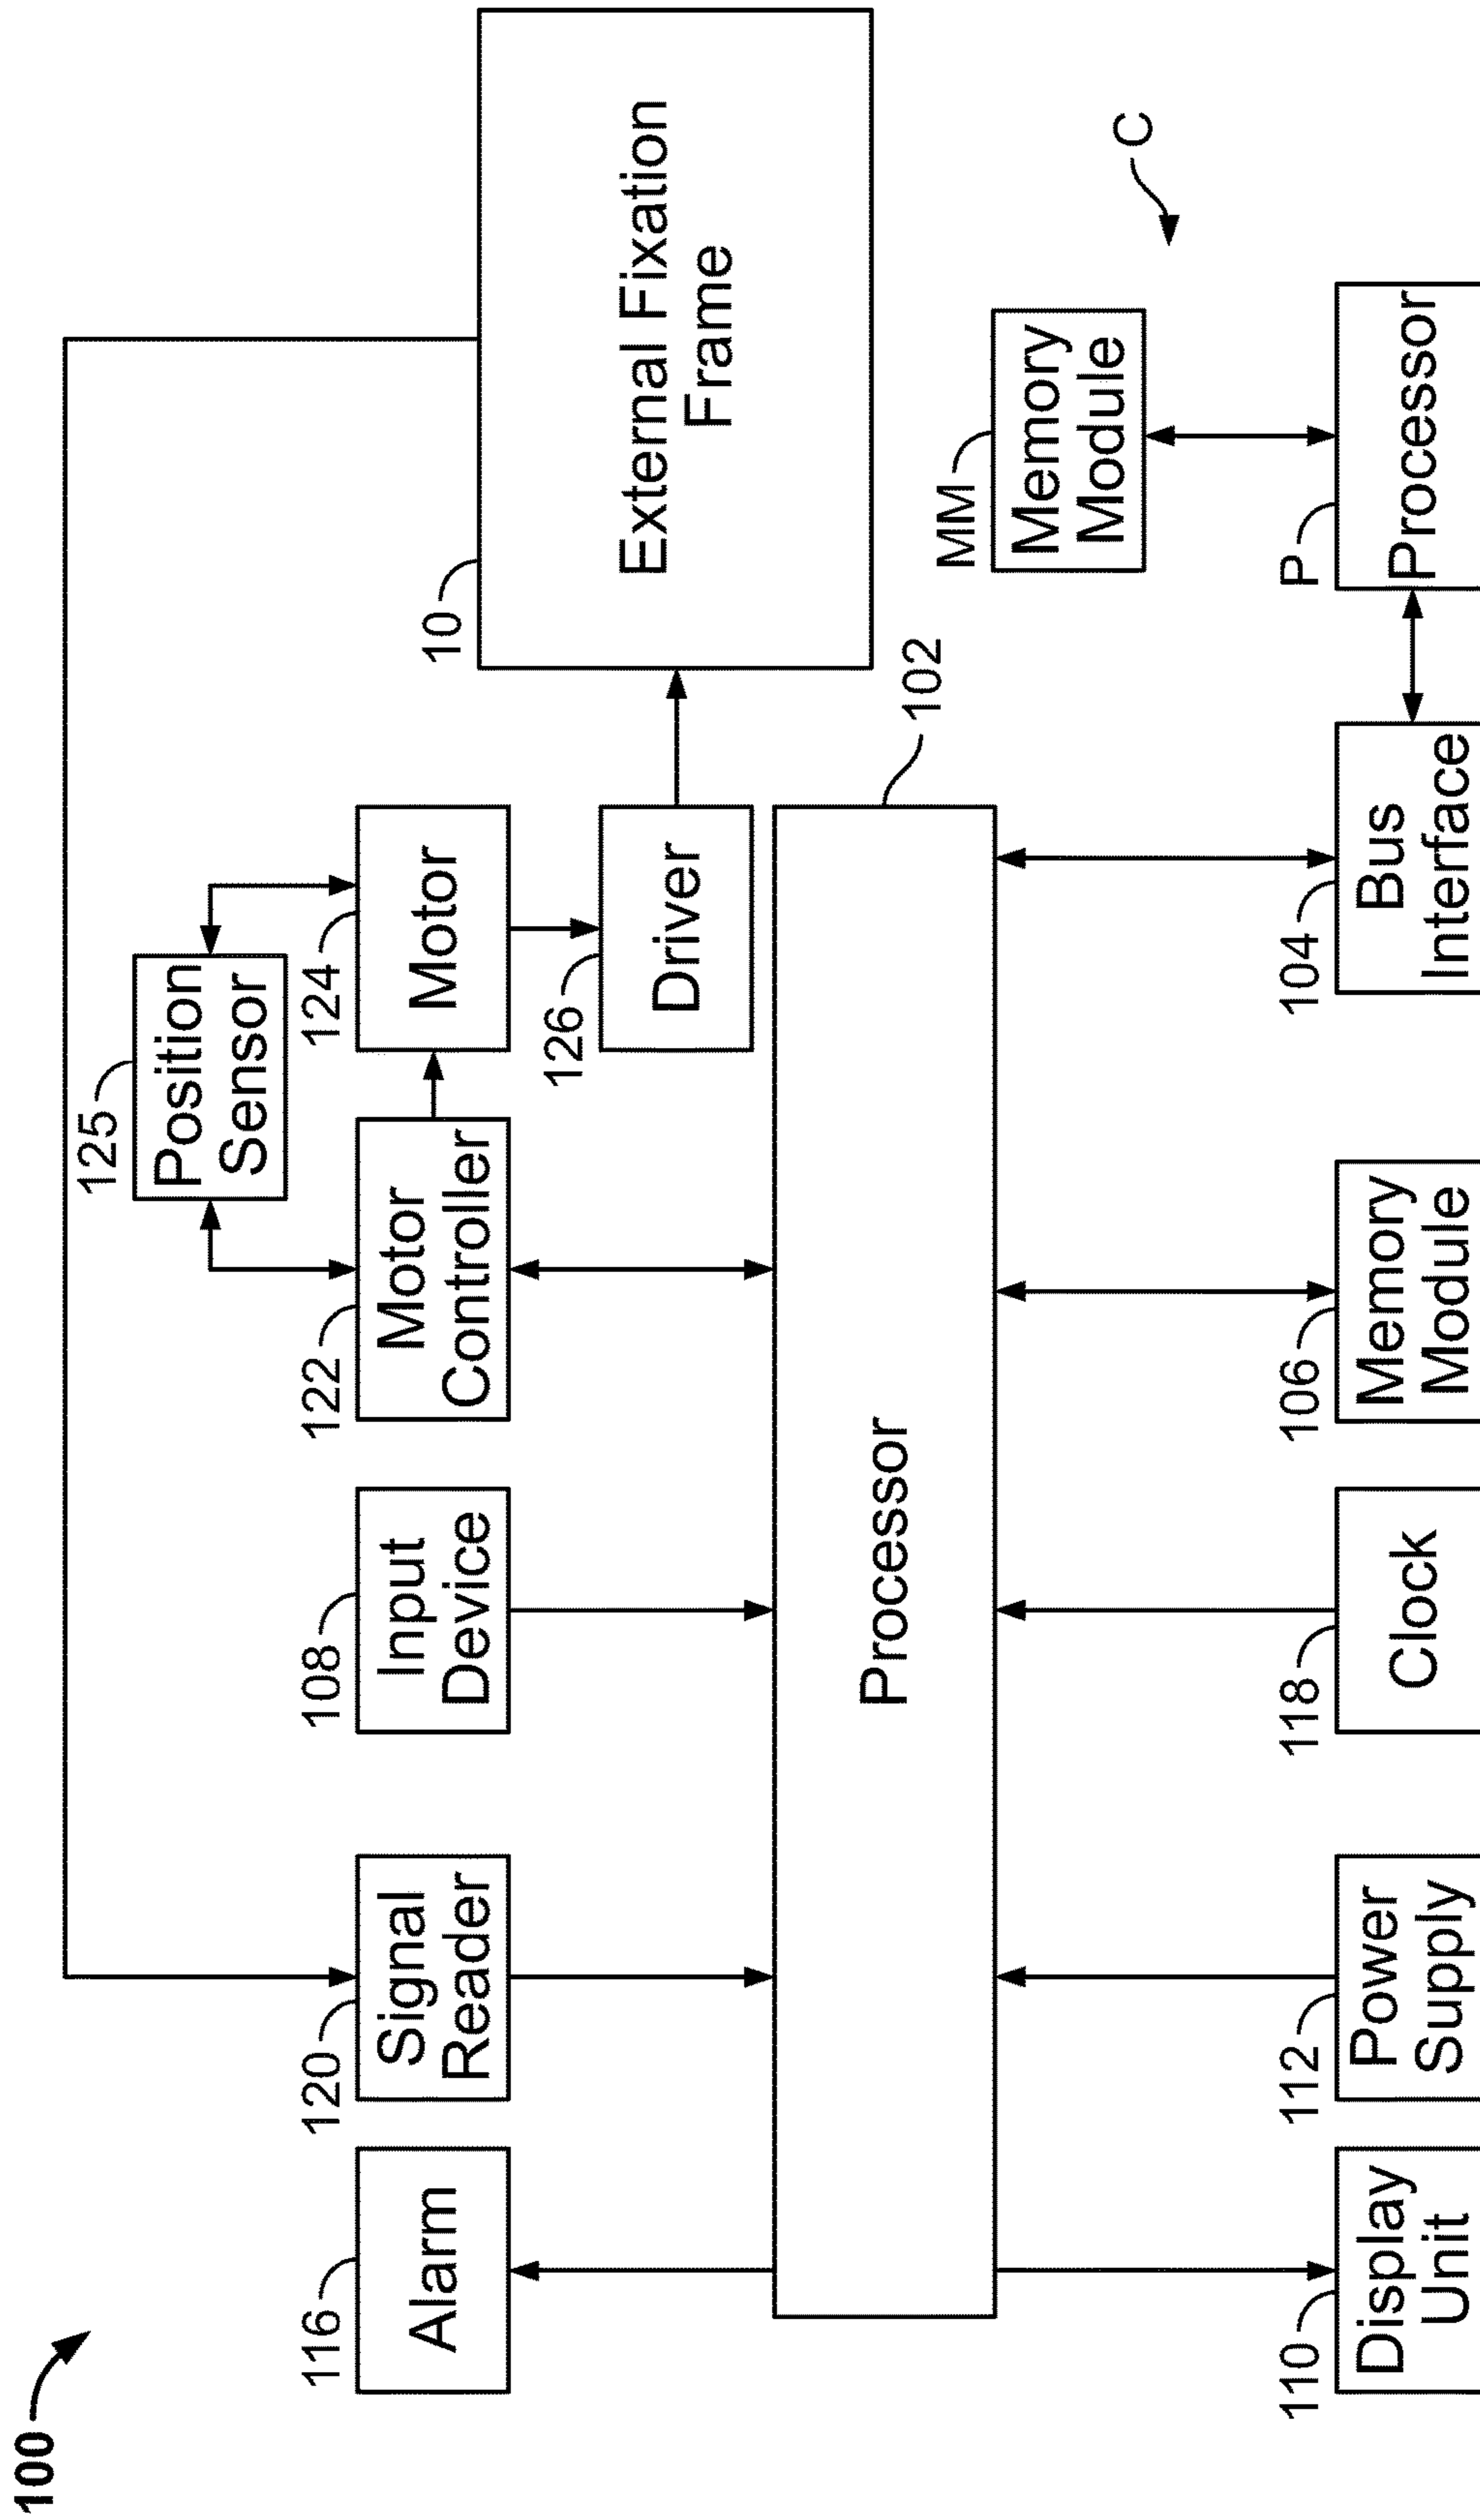 100
125
Position
Sensor
116
Alarm
120
Signal
Reader
108
Input
Device
122
Motor
Controller
124
Motor
126
Driver
10
External Fixation
Frame
Processor
102
110
Display
Unit
112
Power
Supply
118
Clock
106
Memory
Module
104
Bus
Interface
MM
Memory
Module
P
Processor
C